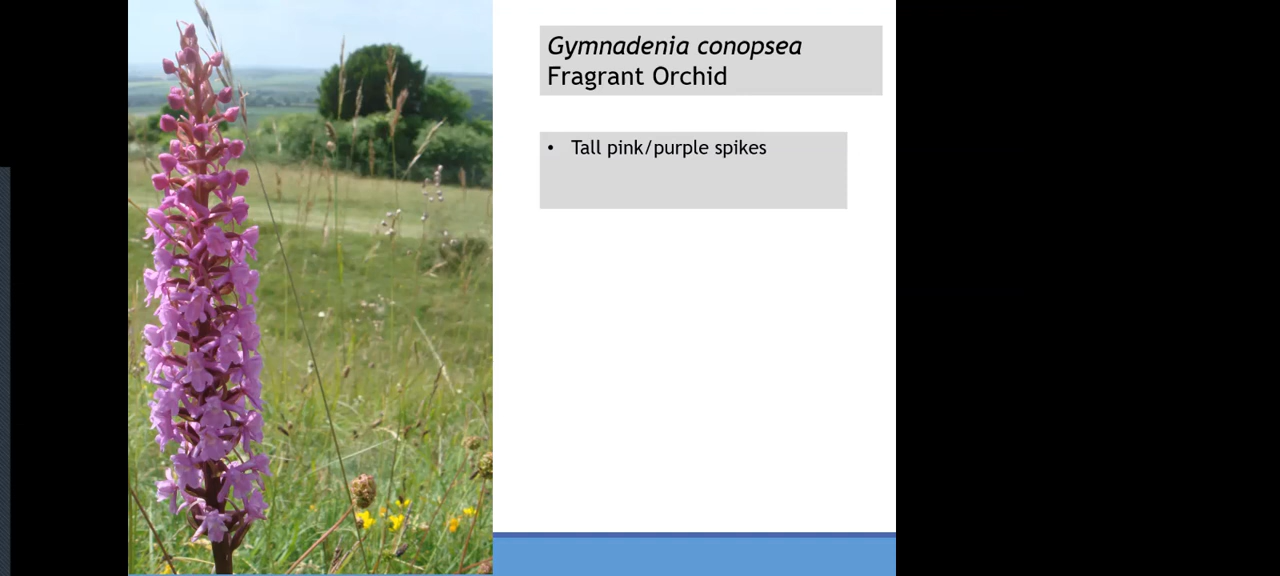 Gymnadenia conopsea
Fragrant Orchid
• Tall pink/purple spikes